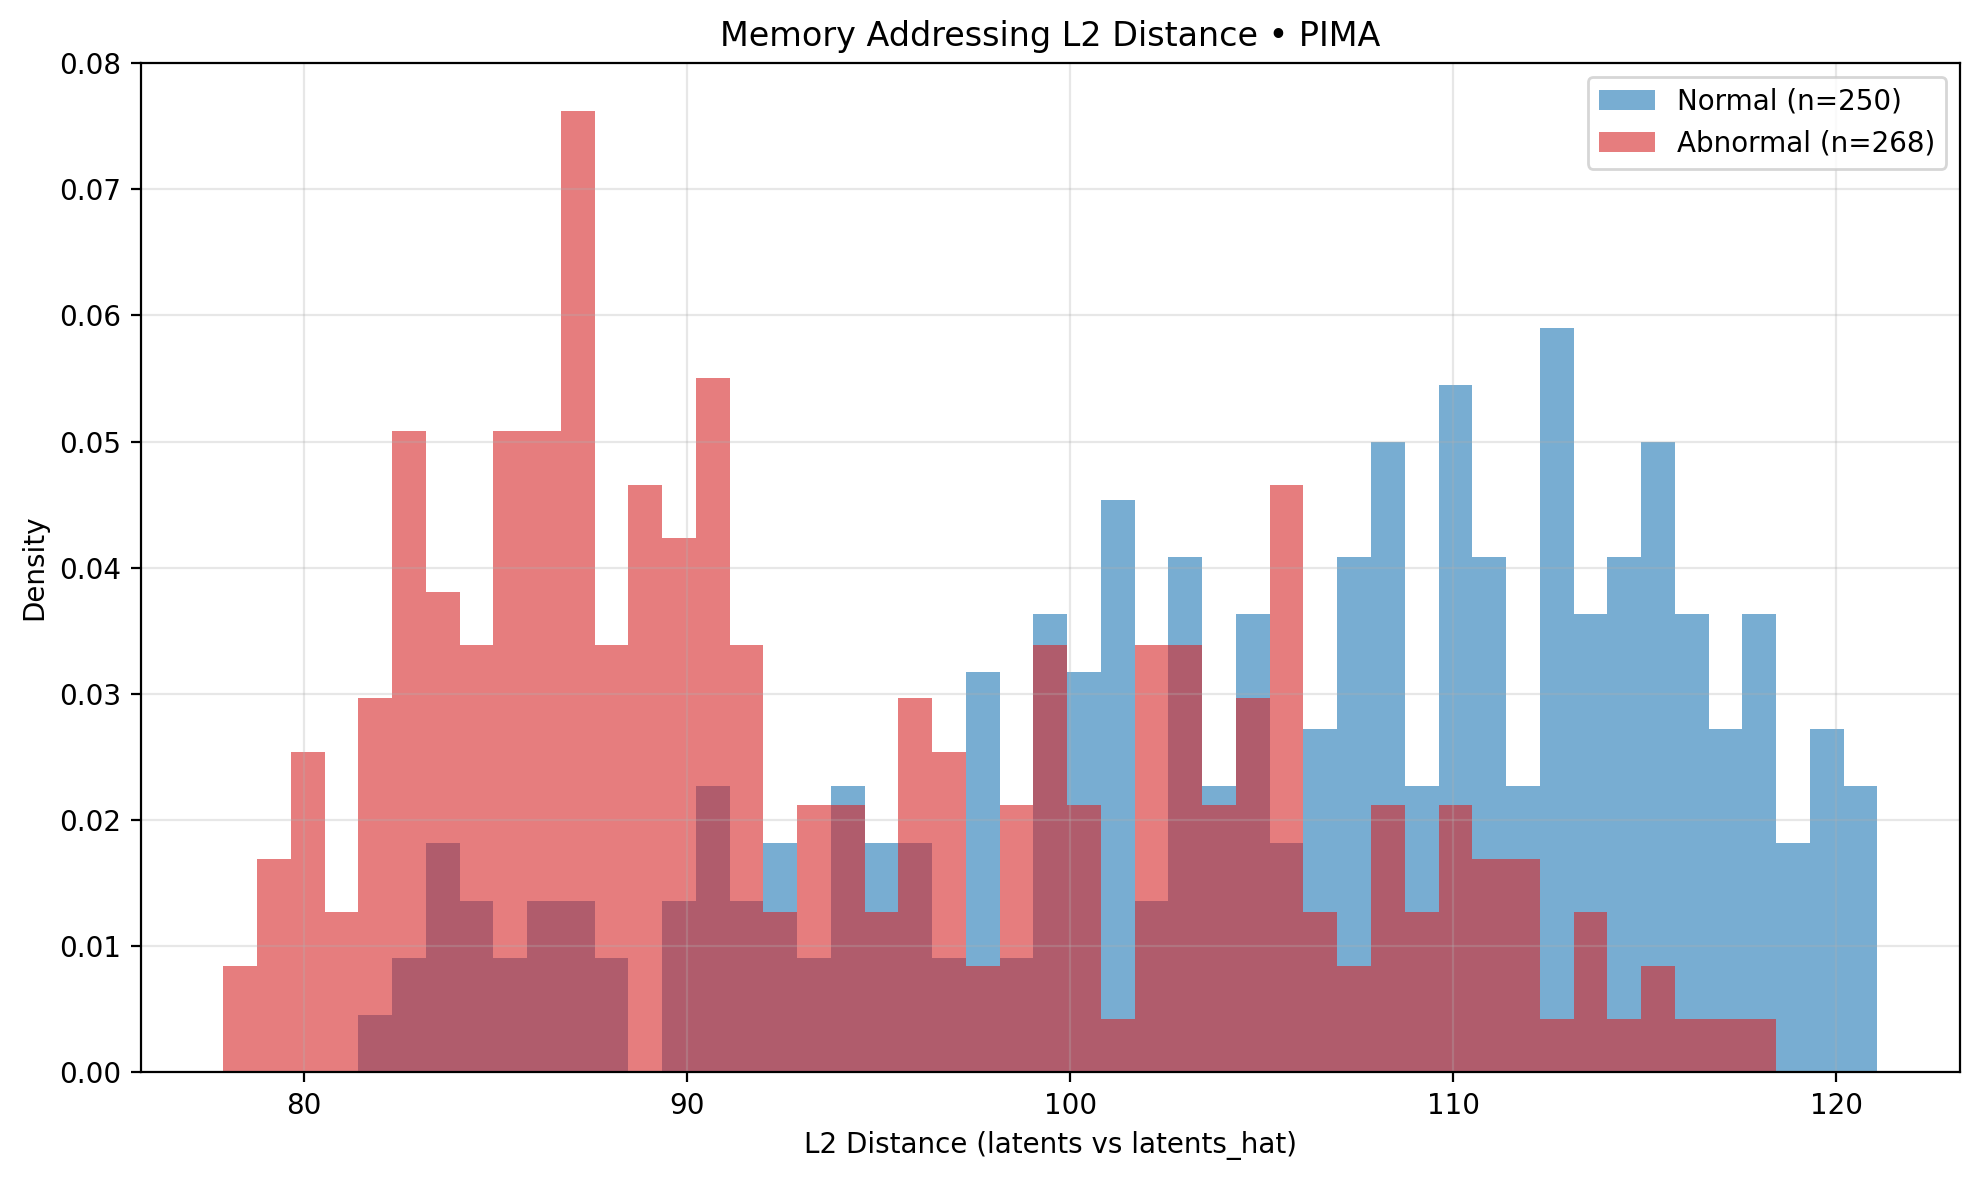 Memory Addressing L2 Distance • PIMA
Normal (n=250)
Abnormal (n=268)
Density
0.08
0.07
0.06
0.05
0.04
0.03
0.02
0.01
0.00
80 90 100 110 120
L2 Distance (latents vs latents_hat)